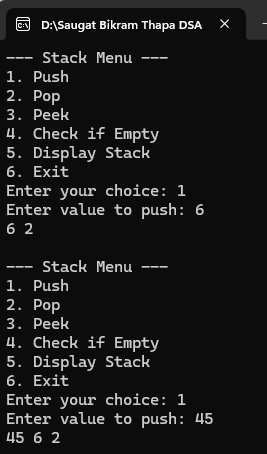 D:\Saugat Bikram Thapa DSA
--- Stack Menu ---
1. Push
2. Pop
3. Peek
4. Check if Empty
5. Display Stack
6. Exit
Enter your choice: 1
Enter value to push: 6
6 2
--- Stack Menu ---
1. Push
2. Pop
3. Peek
4. Check if Empty
5. Display Stack
6. Exit
Enter your choice: 1
Enter value to push: 45
45 6 2